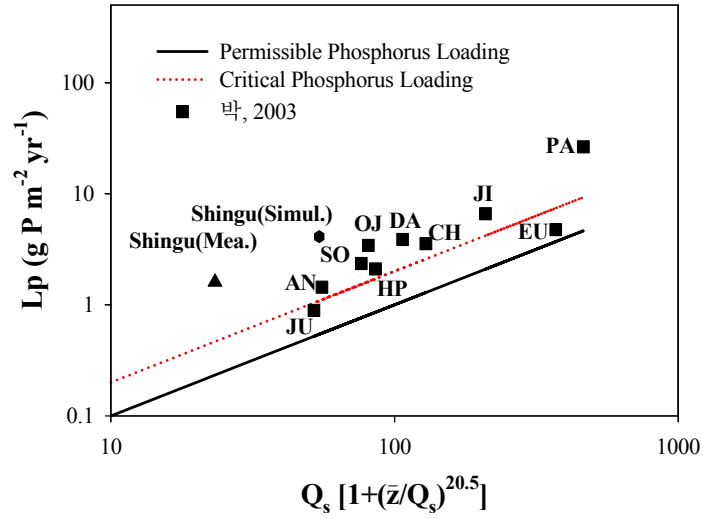 Permissible Phosphorus Loading
Critical Phosphorus Loading
박, 2003
100
10
1
0.1
Lp (g P m⁻² yr⁻¹)
PA
JI
EU
Shingu(Simul.)
OJ
DA
CH
Shingu(Mea.)
SO
HP
AN
JU
10
100
1000
Qₛ [1+(z̄/Qₛ)²⁰·⁵]